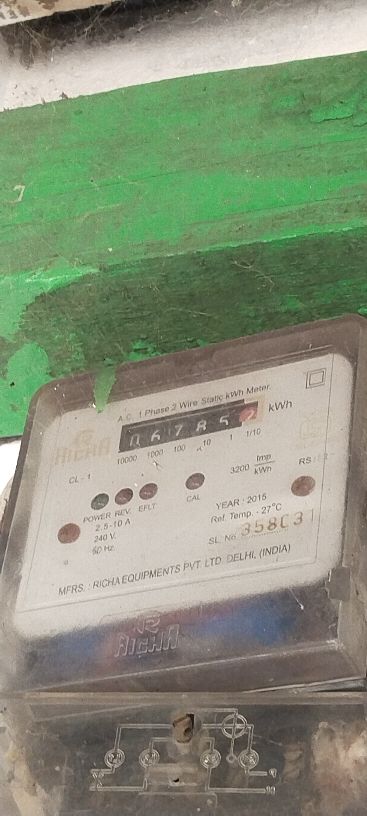 A.C. 1 Phase 2 Wire Static kWh Meter.
RICHA
kWh
10000 1000 100 10 1 1/10
CL - 1
3200 Imp
kWh
POWER REV. EFLT
CAL
2.5-10 A
YEAR : 2015
240 V.
Ref. Temp. - 27°C
50 Hz.
SL. No.
MFRS. : RICHA EQUIPMENTS PVT. LTD. DELHI, (INDIA)
RICHA